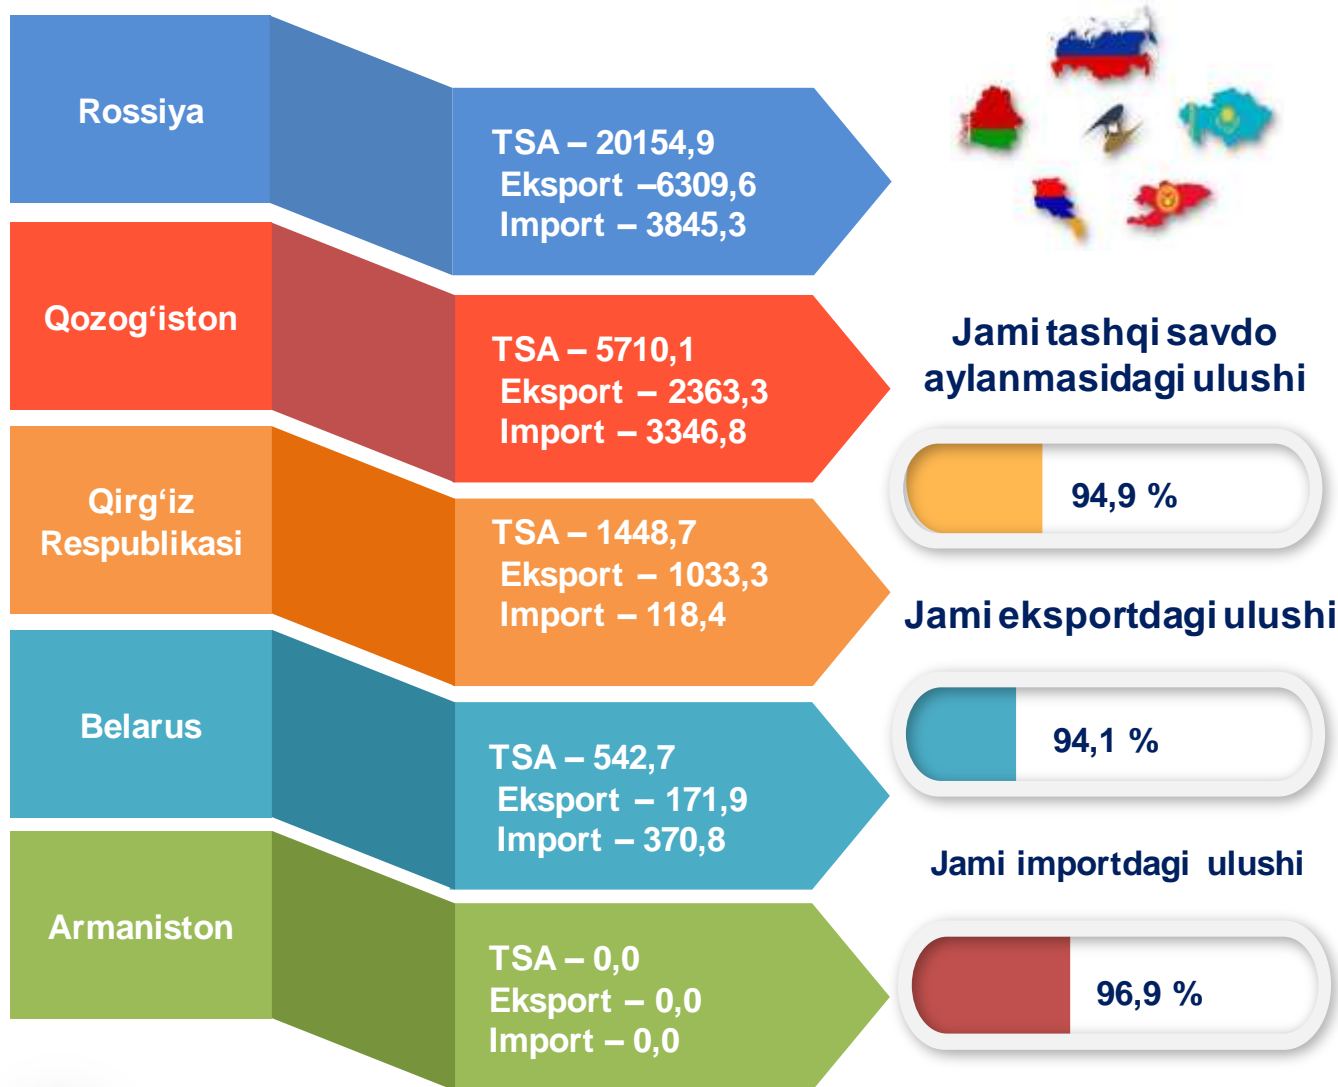 Rossiya
TSA – 20154,9
Eksport –6309,6
Import – 3845,3
Qozog‘iston
TSA – 5710,1
Eksport – 2363,3
Import – 3346,8
Qirg‘iz
Respublikasi
TSA – 1448,7
Eksport – 1033,3
Import – 118,4
Belarus
TSA – 542,7
Eksport – 171,9
Import – 370,8
Armaniston
TSA – 0,0
Eksport – 0,0
Import – 0,0
Jami tashqi savdo
aylanmasidagi ulushi
94,9 %
Jami eksportdagi ulushi
94,1 %
Jami importdagi ulushi
96,9 %